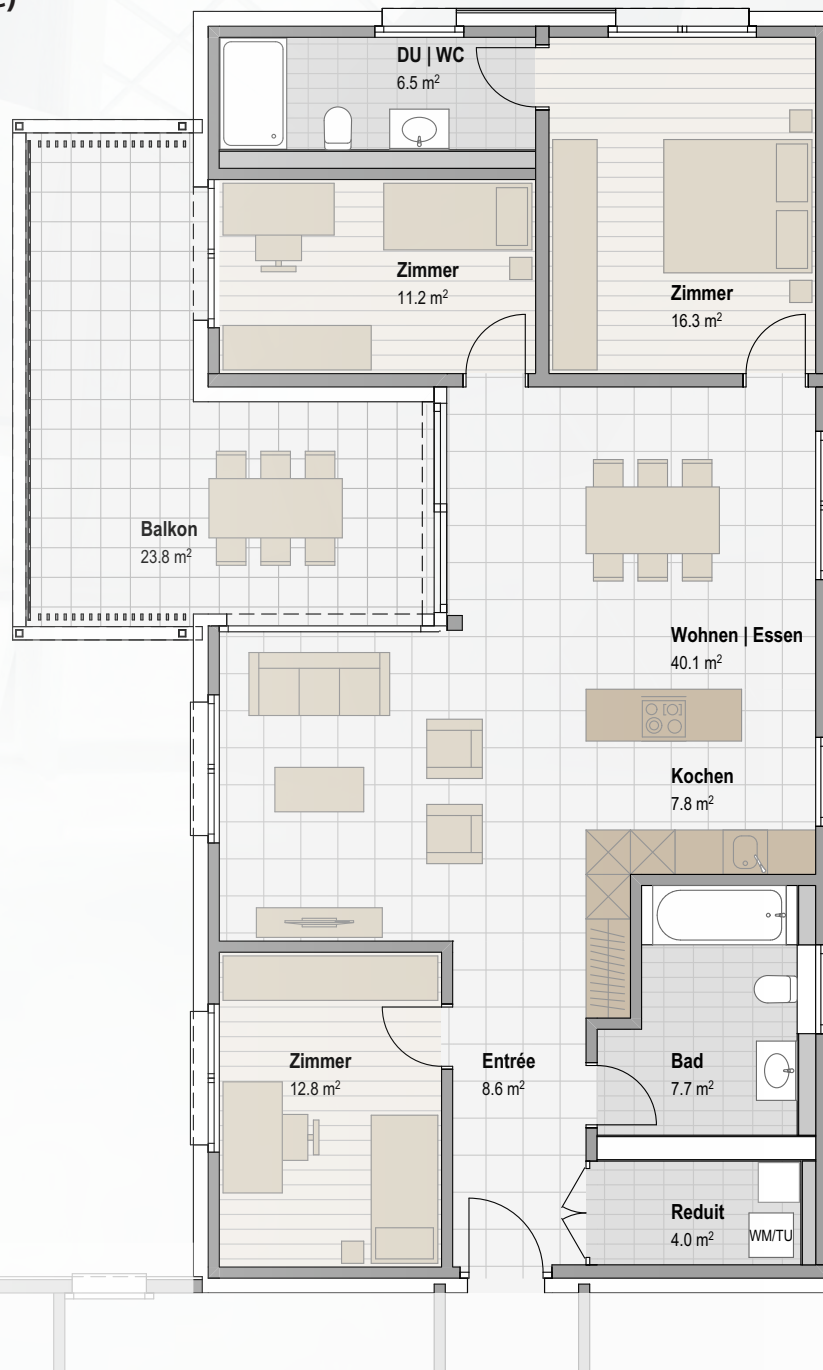 DU | WC
6.5 m²
Zimmer
11.2 m²
Zimmer
16.3 m²
Balkon
23.8 m²
Wohnen | Essen
40.1 m²
Kochen
7.8 m²
Zimmer
12.8 m²
Entrée
8.6 m²
Bad
7.7 m²
Reduit
4.0 m²
WM/TU